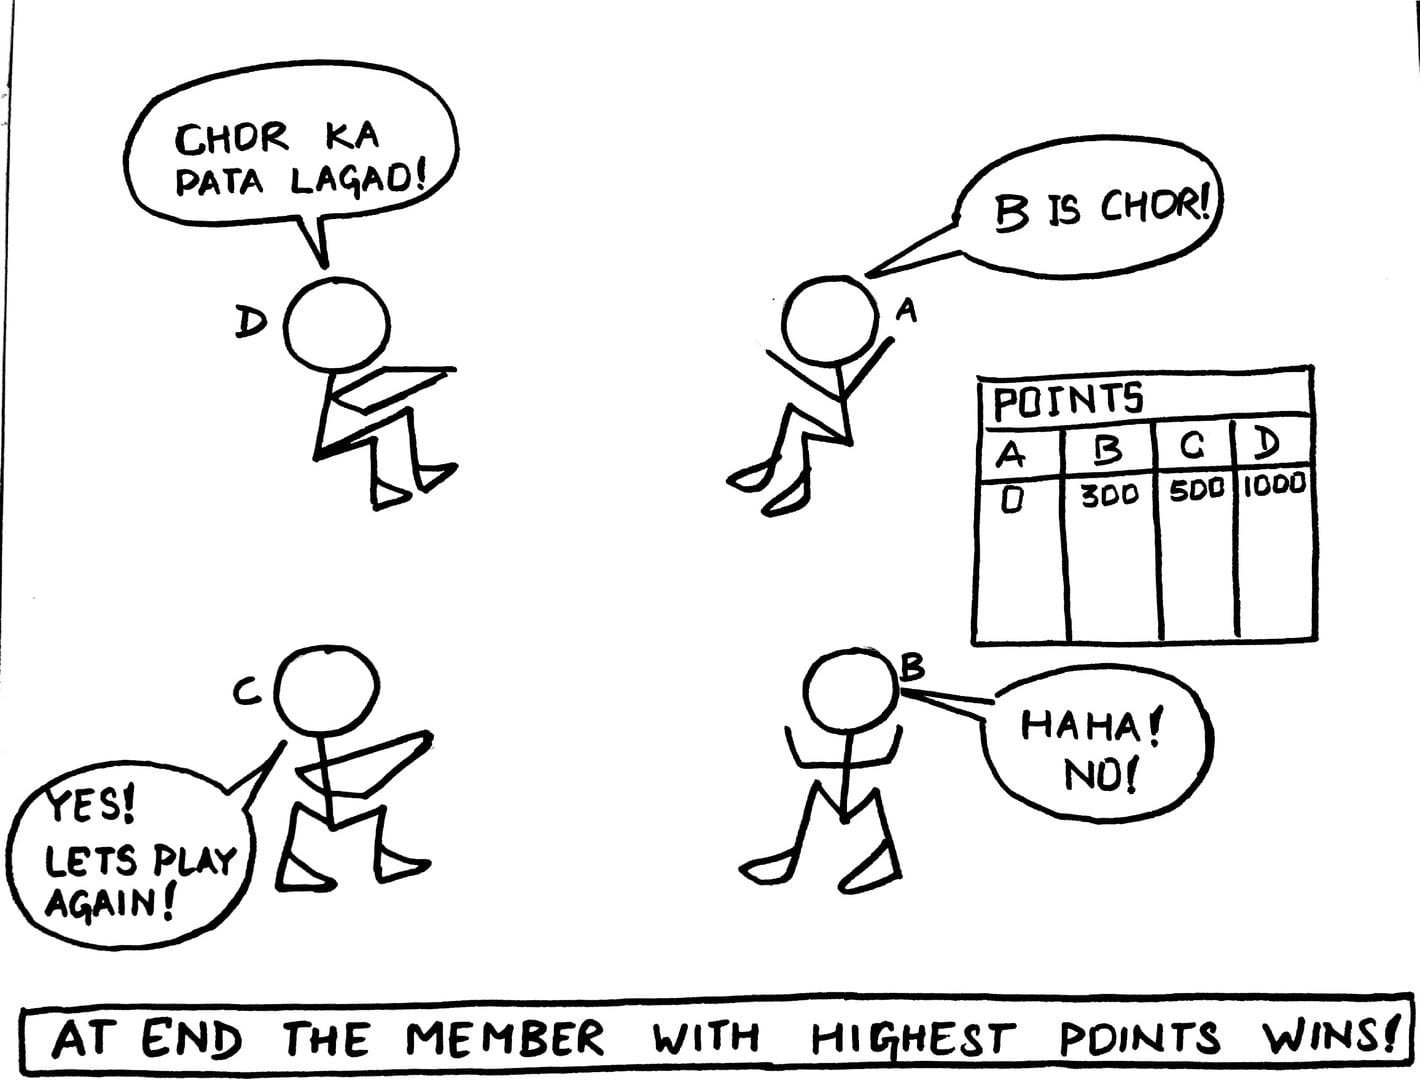 CHOR KA
PATA LAGAO!
B IS CHOR!
D
A
POINTS
A B C D
0 300 500 1000
C
B
HAHA!
NO!
YES!
LETS PLAY
AGAIN!
AT END THE MEMBER WITH HIGHEST POINTS WINS!